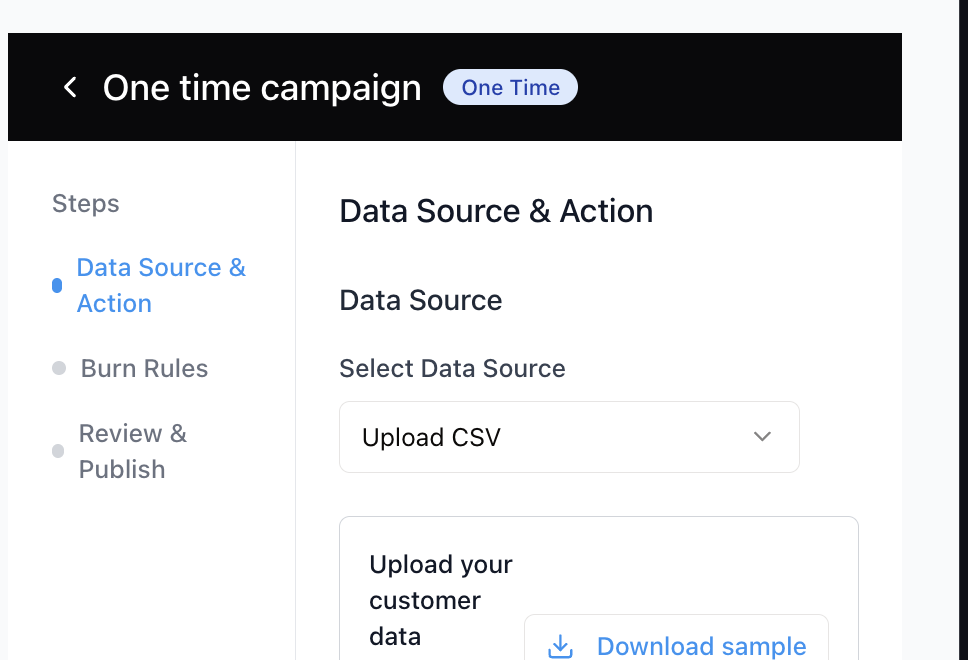 One time campaign One Time
Steps
Data Source &
Action
Burn Rules
Review &
Publish
Data Source & Action
Data Source
Select Data Source
Upload CSV
Upload your
customer
data
Download sample